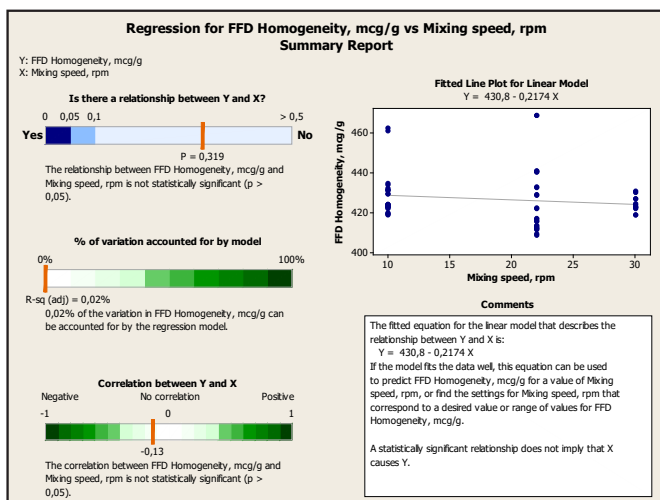 Regression for FFD Homogeneity, mcg/g vs Mixing speed, rpm
Summary Report
Y: FFD Homogeneity, mcg/g
X: Mixing speed, rpm
Is there a relationship between Y and X?
0 0,05 0,1 > 0,5
Yes No
P = 0,319
The relationship between FFD Homogeneity, mcg/g and
Mixing speed, rpm is not statistically significant (p >
0,05).
% of variation accounted for by model
0% 100%
R-sq (adj) = 0,02%
0,02% of the variation in FFD Homogeneity, mcg/g can
be accounted for by the regression model.
Correlation between Y and X
Negative No correlation Positive
-1 0 1
-0,13
The correlation between FFD Homogeneity, mcg/g and
Mixing speed, rpm is not statistically significant (p >
0,05).
Fitted Line Plot for Linear Model
Y = 430,8 - 0,2174 X
FFD Homogeneity, mcg/g
460
440
420
400
10 15 20 25 30
Mixing speed, rpm
Comments
The fitted equation for the linear model that describes the
relationship between Y and X is:
Y = 430,8 - 0,2174 X
If the model fits the data well, this equation can be used
to predict FFD Homogeneity, mcg/g for a value of Mixing
speed, rpm, or find the settings for Mixing speed, rpm that
correspond to a desired value or range of values for FFD
Homogeneity, mcg/g.
A statistically significant relationship does not imply that X
causes Y.